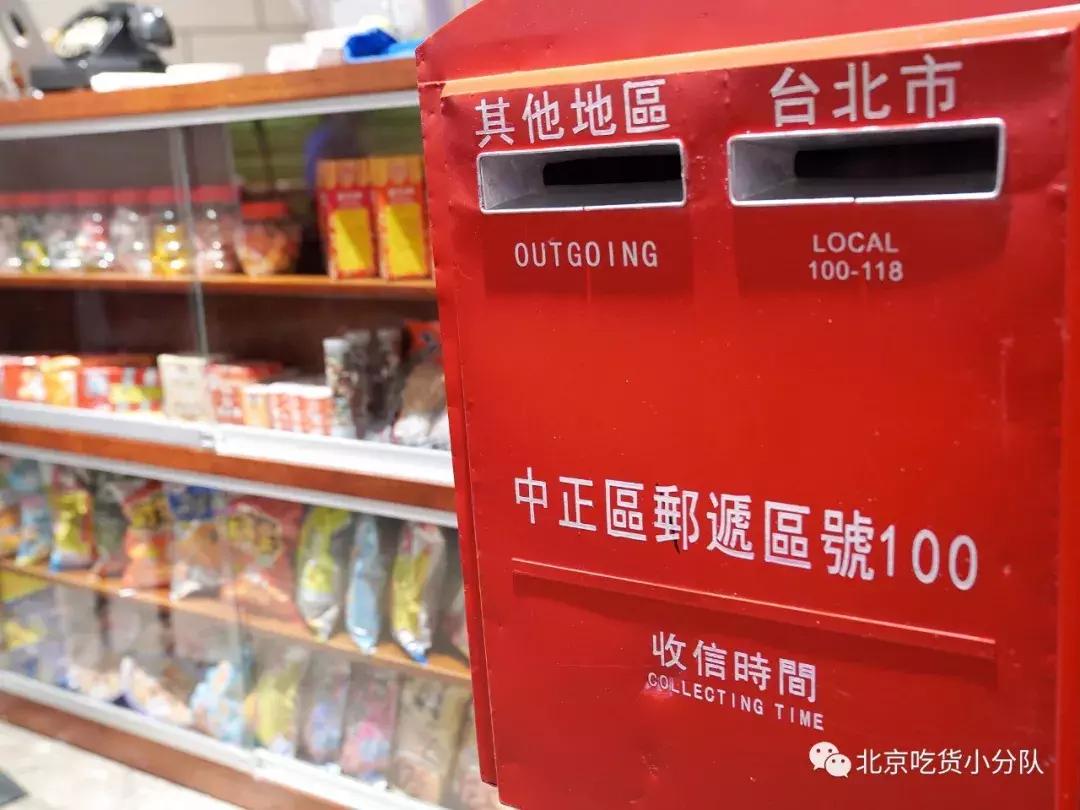 其他地區
台北市
OUTGOING
LOCAL
100-118
中正區郵遞區號100
收信時間
COLLECTING TIME
北京吃货小分队